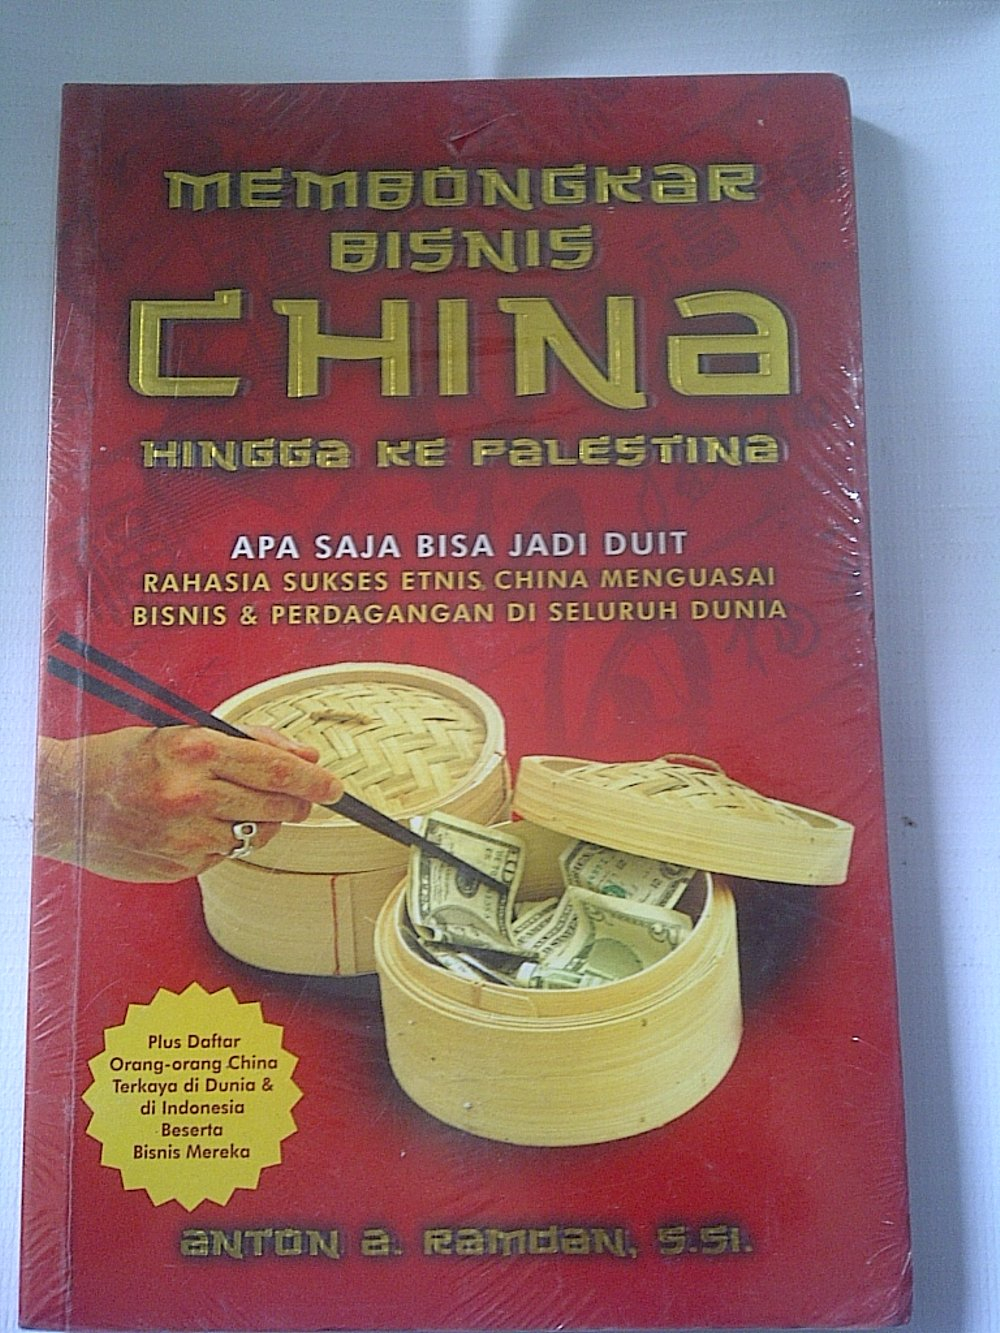 MEMBONGKAR
BISNIS
CHINA
HINGGA KE PALESTINA
APA SAJA BISA JADI DUIT
RAHASIA SUKSES ETNIS CHINA MENGUASAI
BISNIS & PERDAGANGAN DI SELURUH DUNIA
Plus Daftar
Orang-orang China
Terkaya di Dunia &
di Indonesia
Beserta
Bisnis Mereka
ANTON A. RAMDAN, S.Si.